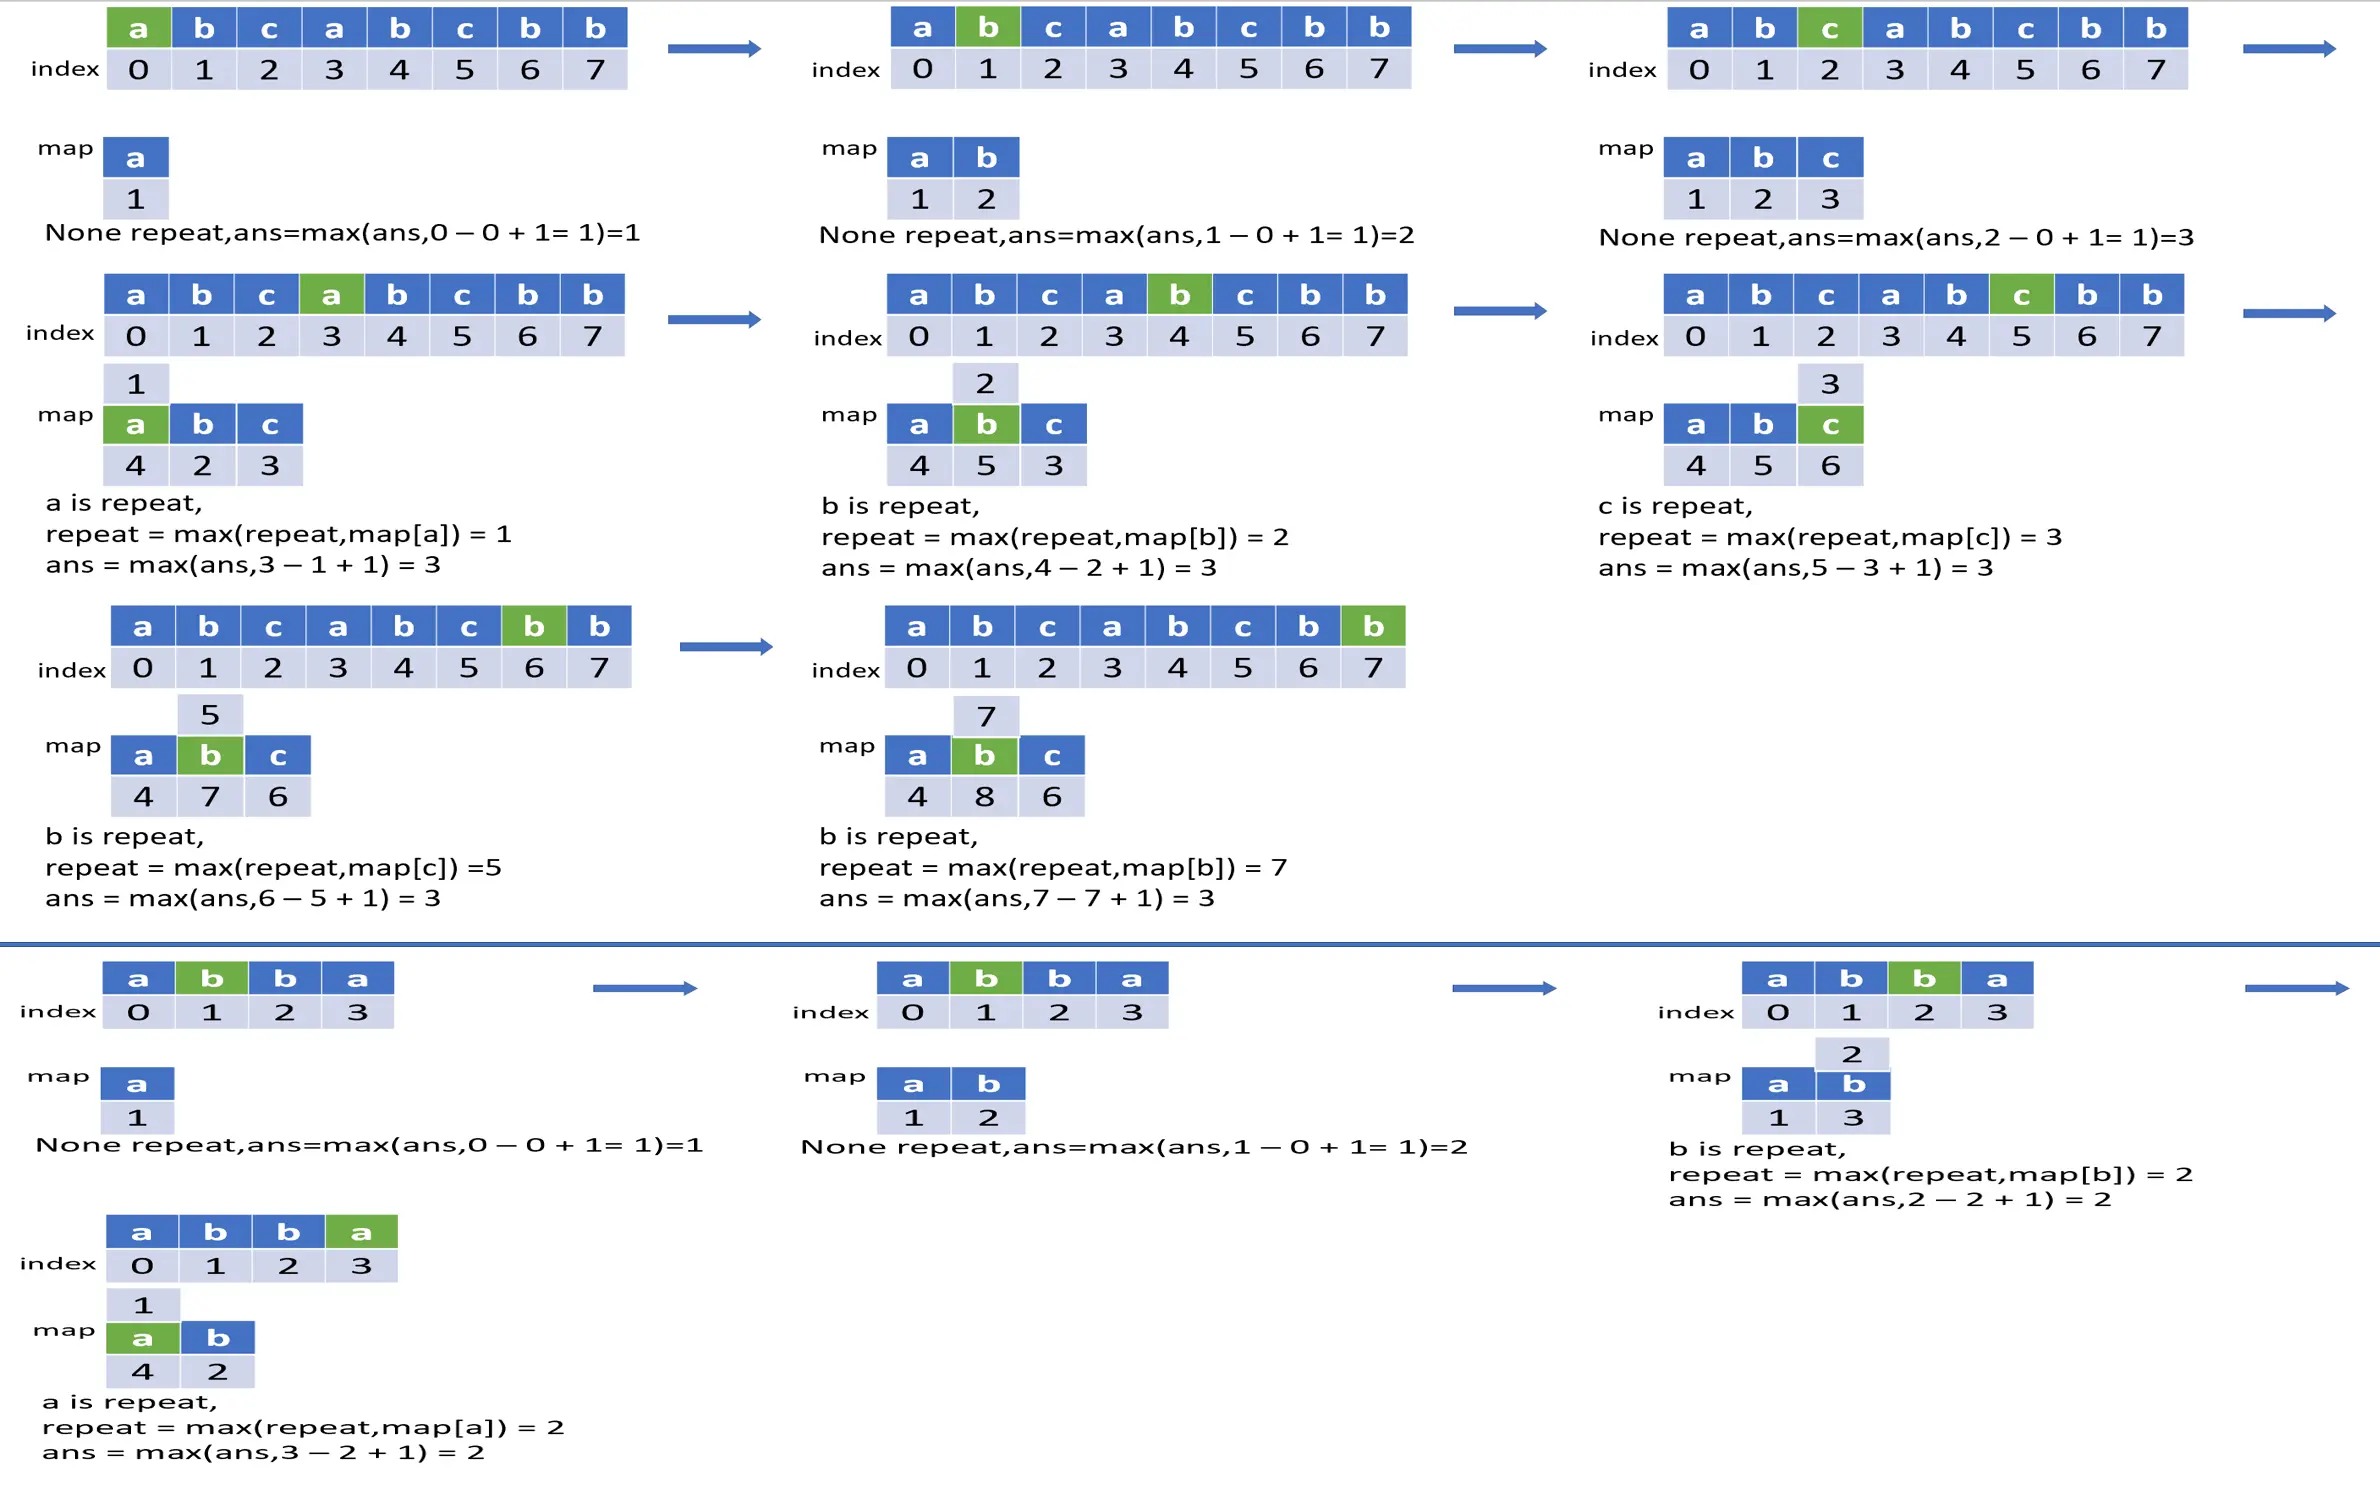 a b c a b c b b
index 0 1 2 3 4 5 6 7
map a
1
None repeat,ans=max(ans,0 – 0 + 1= 1)=1
a b c a b c b b
index 0 1 2 3 4 5 6 7
map a b
1 2
None repeat,ans=max(ans,1 – 0 + 1= 1)=2
a b c a b c b b
index 0 1 2 3 4 5 6 7
map a b c
1 2 3
None repeat,ans=max(ans,2 – 0 + 1= 1)=3
a b c a b c b b
index 0 1 2 3 4 5 6 7
1
map a b c
4 2 3
a is repeat,
repeat = max(repeat,map[a]) = 1
ans = max(ans,3 – 1 + 1) = 3
a b c a b c b b
index 0 1 2 3 4 5 6 7
2
map a b c
4 5 3
b is repeat,
repeat = max(repeat,map[b]) = 2
ans = max(ans,4 – 2 + 1) = 3
a b c a b c b b
index 0 1 2 3 4 5 6 7
3
map a b c
4 5 6
c is repeat,
repeat = max(repeat,map[c]) = 3
ans = max(ans,5 – 3 + 1) = 3
a b c a b c b b
index 0 1 2 3 4 5 6 7
5
map a b c
4 7 6
b is repeat,
repeat = max(repeat,map[c]) =5
ans = max(ans,6 – 5 + 1) = 3
a b c a b c b b
index 0 1 2 3 4 5 6 7
7
map a b c
4 8 6
b is repeat,
repeat = max(repeat,map[b]) = 7
ans = max(ans,7 – 7 + 1) = 3
a b b a
index 0 1 2 3
map a
1
None repeat,ans=max(ans,0 – 0 + 1= 1)=1
a b b a
index 0 1 2 3
map a b
1 2
None repeat,ans=max(ans,1 – 0 + 1= 1)=2
a b b a
index 0 1 2 3
2
map a b
1 3
b is repeat,
repeat = max(repeat,map[b]) = 2
ans = max(ans,2 – 2 + 1) = 2
a b b a
index 0 1 2 3
1
map a b
4 2
a is repeat,
repeat = max(repeat,map[a]) = 2
ans = max(ans,3 – 2 + 1) = 2